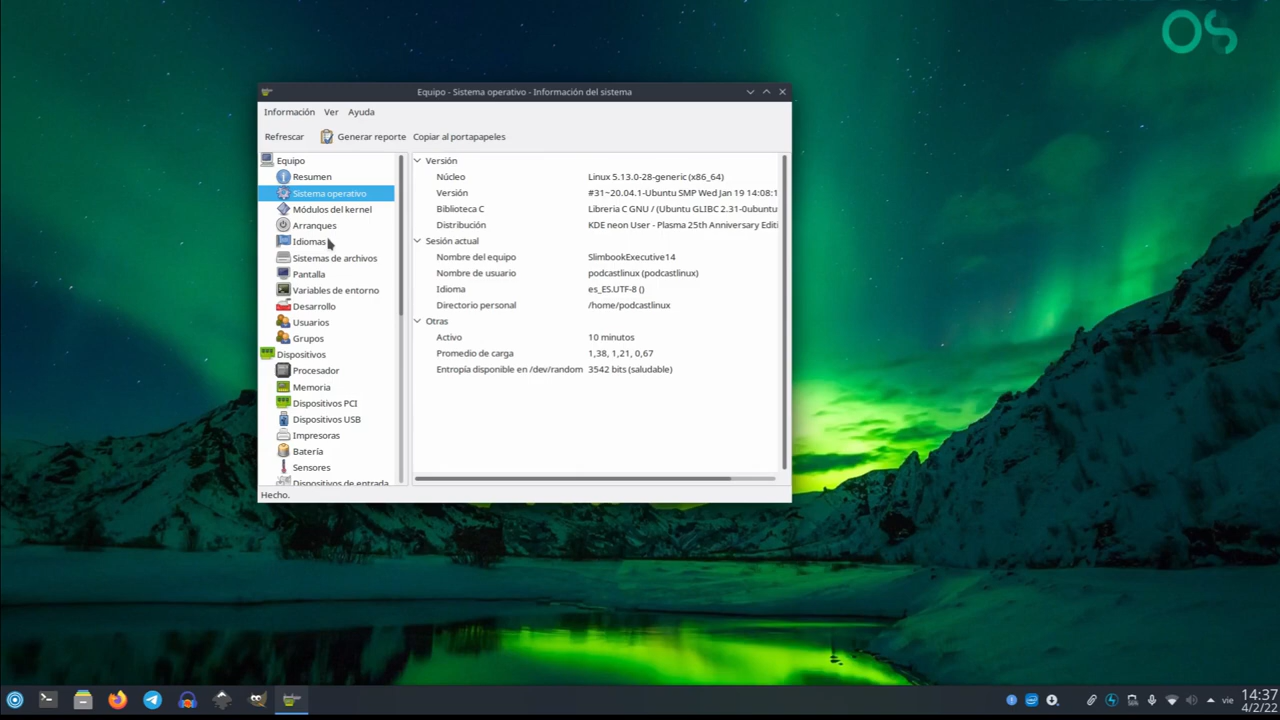 OS
Equipo - Sistema operativo - Información del sistema
Información Ver Ayuda
Refrescar Generar reporte Copiar al portapapeles
Equipo
Resumen
Sistema operativo
Módulos del kernel
Arranques
Idiomas
Sistemas de archivos
Pantalla
Variables de entorno
Desarrollo
Usuarios
Grupos
Dispositivos
Procesador
Memoria
Dispositivos PCI
Dispositivos USB
Impresoras
Batería
Sensores
Dispositivos de entrada
Versión
Núcleo Linux 5.13.0-28-generic (x86_64)
Versión #31~20.04.1-Ubuntu SMP Wed Jan 19 14:08:1
Biblioteca C Libreria C GNU / (Ubuntu GLIBC 2.31-0ubuntu
Distribución KDE neon User - Plasma 25th Anniversary Editi
Sesión actual
Nombre del equipo SlimbookExecutive14
Nombre de usuario podcastlinux (podcastlinux)
Idioma es_ES.UTF-8 ()
Directorio personal /home/podcastlinux
Otras
Activo 10 minutos
Promedio de carga 1,38, 1,21, 0,67
Entropía disponible en /dev/random 3542 bits (saludable)
Hecho.
vie 14:37
4/2/22